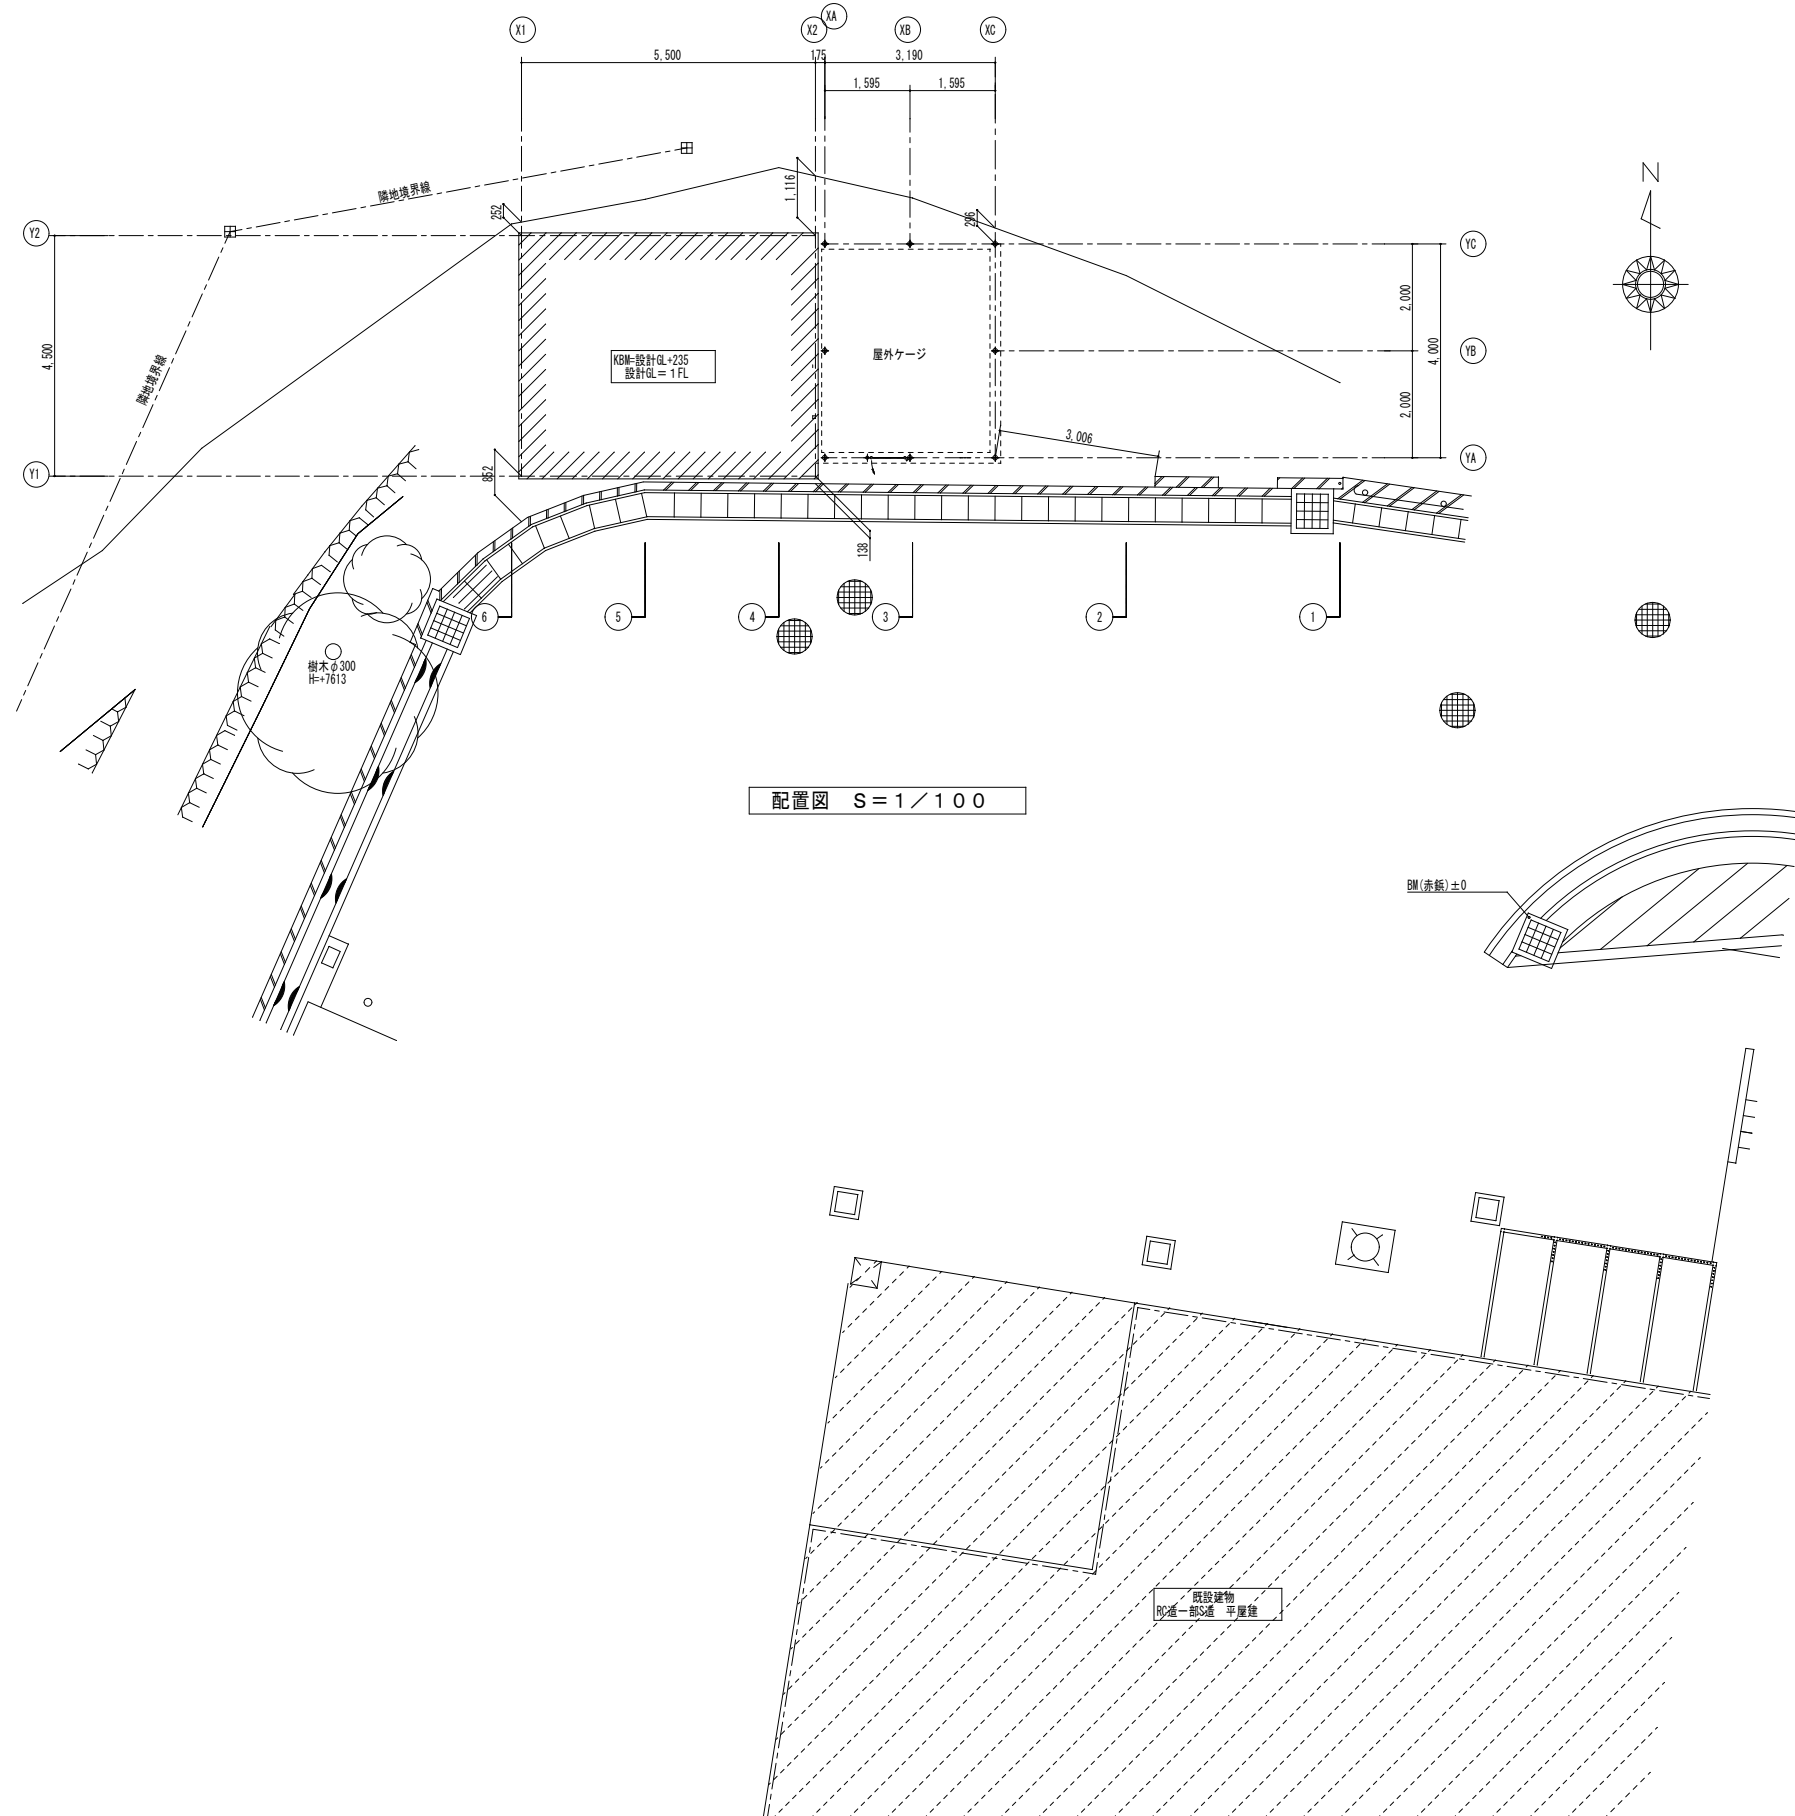 XA
X1
X2
XB
XC
5,500
175
3,190
1,595
1,595
N
隣地境界線
1,116
252
296
Y2
YC
2,000
4,500
KBM=設計GL+235
設計GL=1FL
屋外ケージ
YB
4,000
隣地境界線
2,000
3,006
Y1
YA
852
138
6
5
4
3
2
1
樹木φ300
H=+7613
配置図 S=1/100
BM(赤鋲)±0
既設建物
RC造一部S造 平屋建